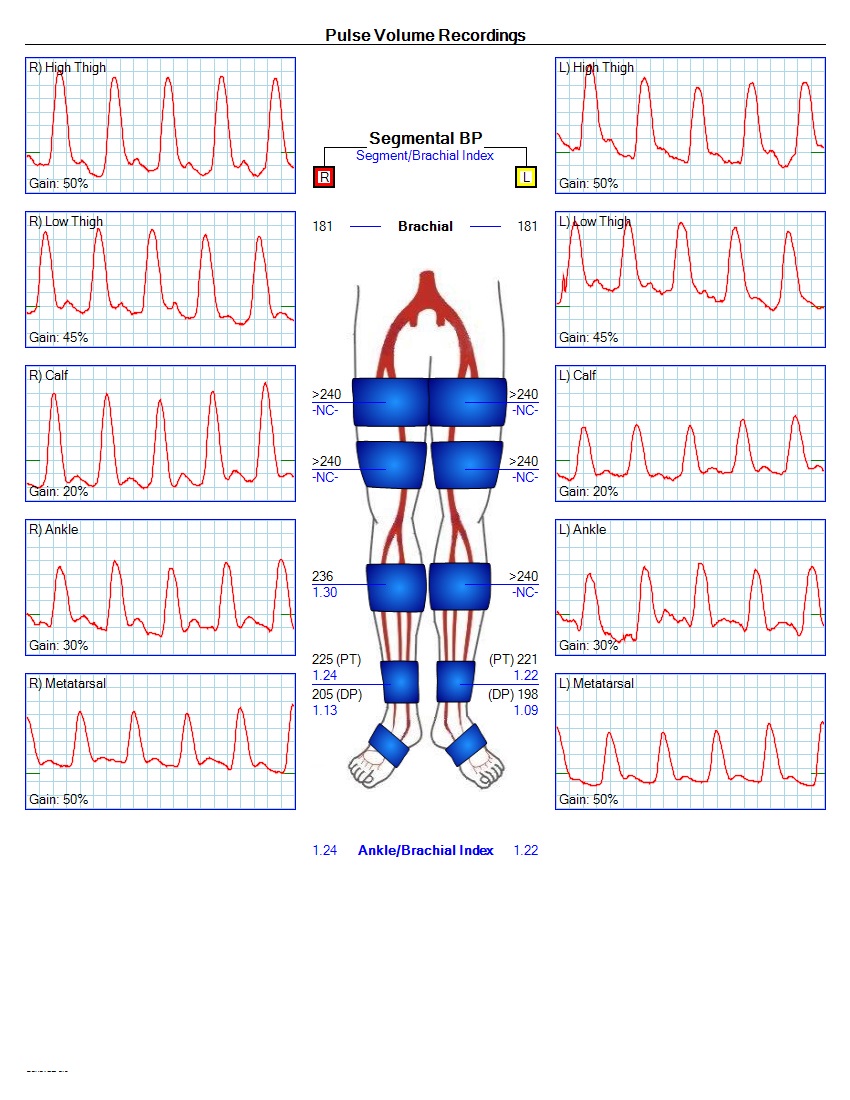 Pulse Volume Recordings
R) High Thigh
Gain: 50%
L) High Thigh
Gain: 50%
Segmental BP
Segment/Brachial Index
R
L
181
Brachial
181
R) Low Thigh
Gain: 45%
L) Low Thigh
Gain: 45%
>240
-NC-
>240
-NC-
R) Calf
Gain: 20%
L) Calf
Gain: 20%
>240
-NC-
>240
-NC-
R) Ankle
Gain: 30%
L) Ankle
Gain: 30%
236
1.30
>240
-NC-
225 (PT)
1.24
205 (DP)
1.13
(PT) 221
1.22
(DP) 198
1.09
R) Metatarsal
Gain: 50%
L) Metatarsal
Gain: 50%
1.24 Ankle/Brachial Index 1.22